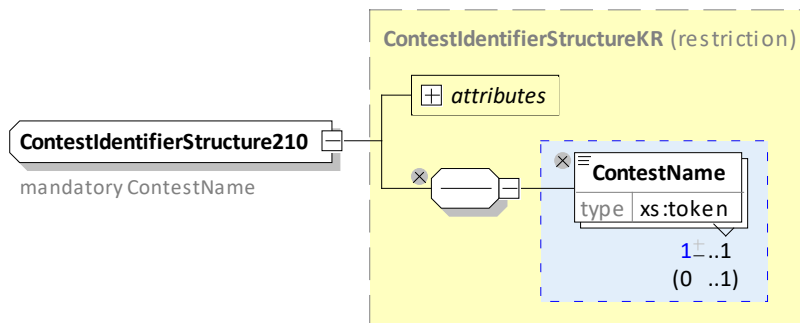 ContestIdentifierStructureKR (restriction)
attributes
ContestIdentifierStructure210
mandatory ContestName
ContestName
type xs:token
1±..1
(0 ..1)